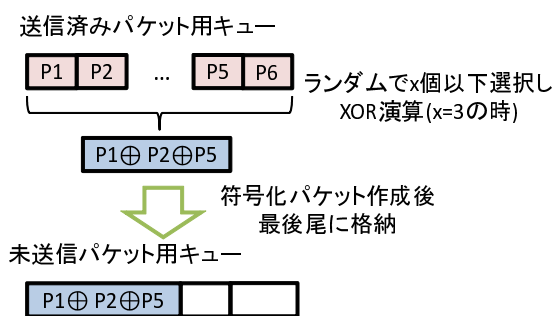 送信済みパケット用キュー
P1 P2 … P5 P6
ランダムでx個以下選択し
XOR演算(x=3の時)
P1⊕ P2⊕P5
符号化パケット作成後
最後尾に格納
未送信パケット用キュー
P1⊕ P2⊕P5